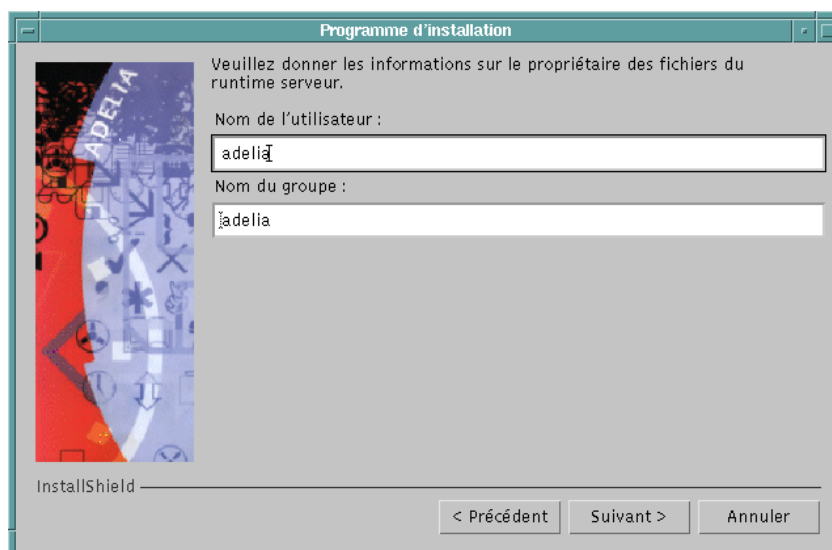 Programme d'installation
ADELIA
Veuillez donner les informations sur le propriétaire des fichiers du
runtime serveur.
Nom de l'utilisateur :
adelia
Nom du groupe :
adelia
InstallShield
< Précédent
Suivant >
Annuler